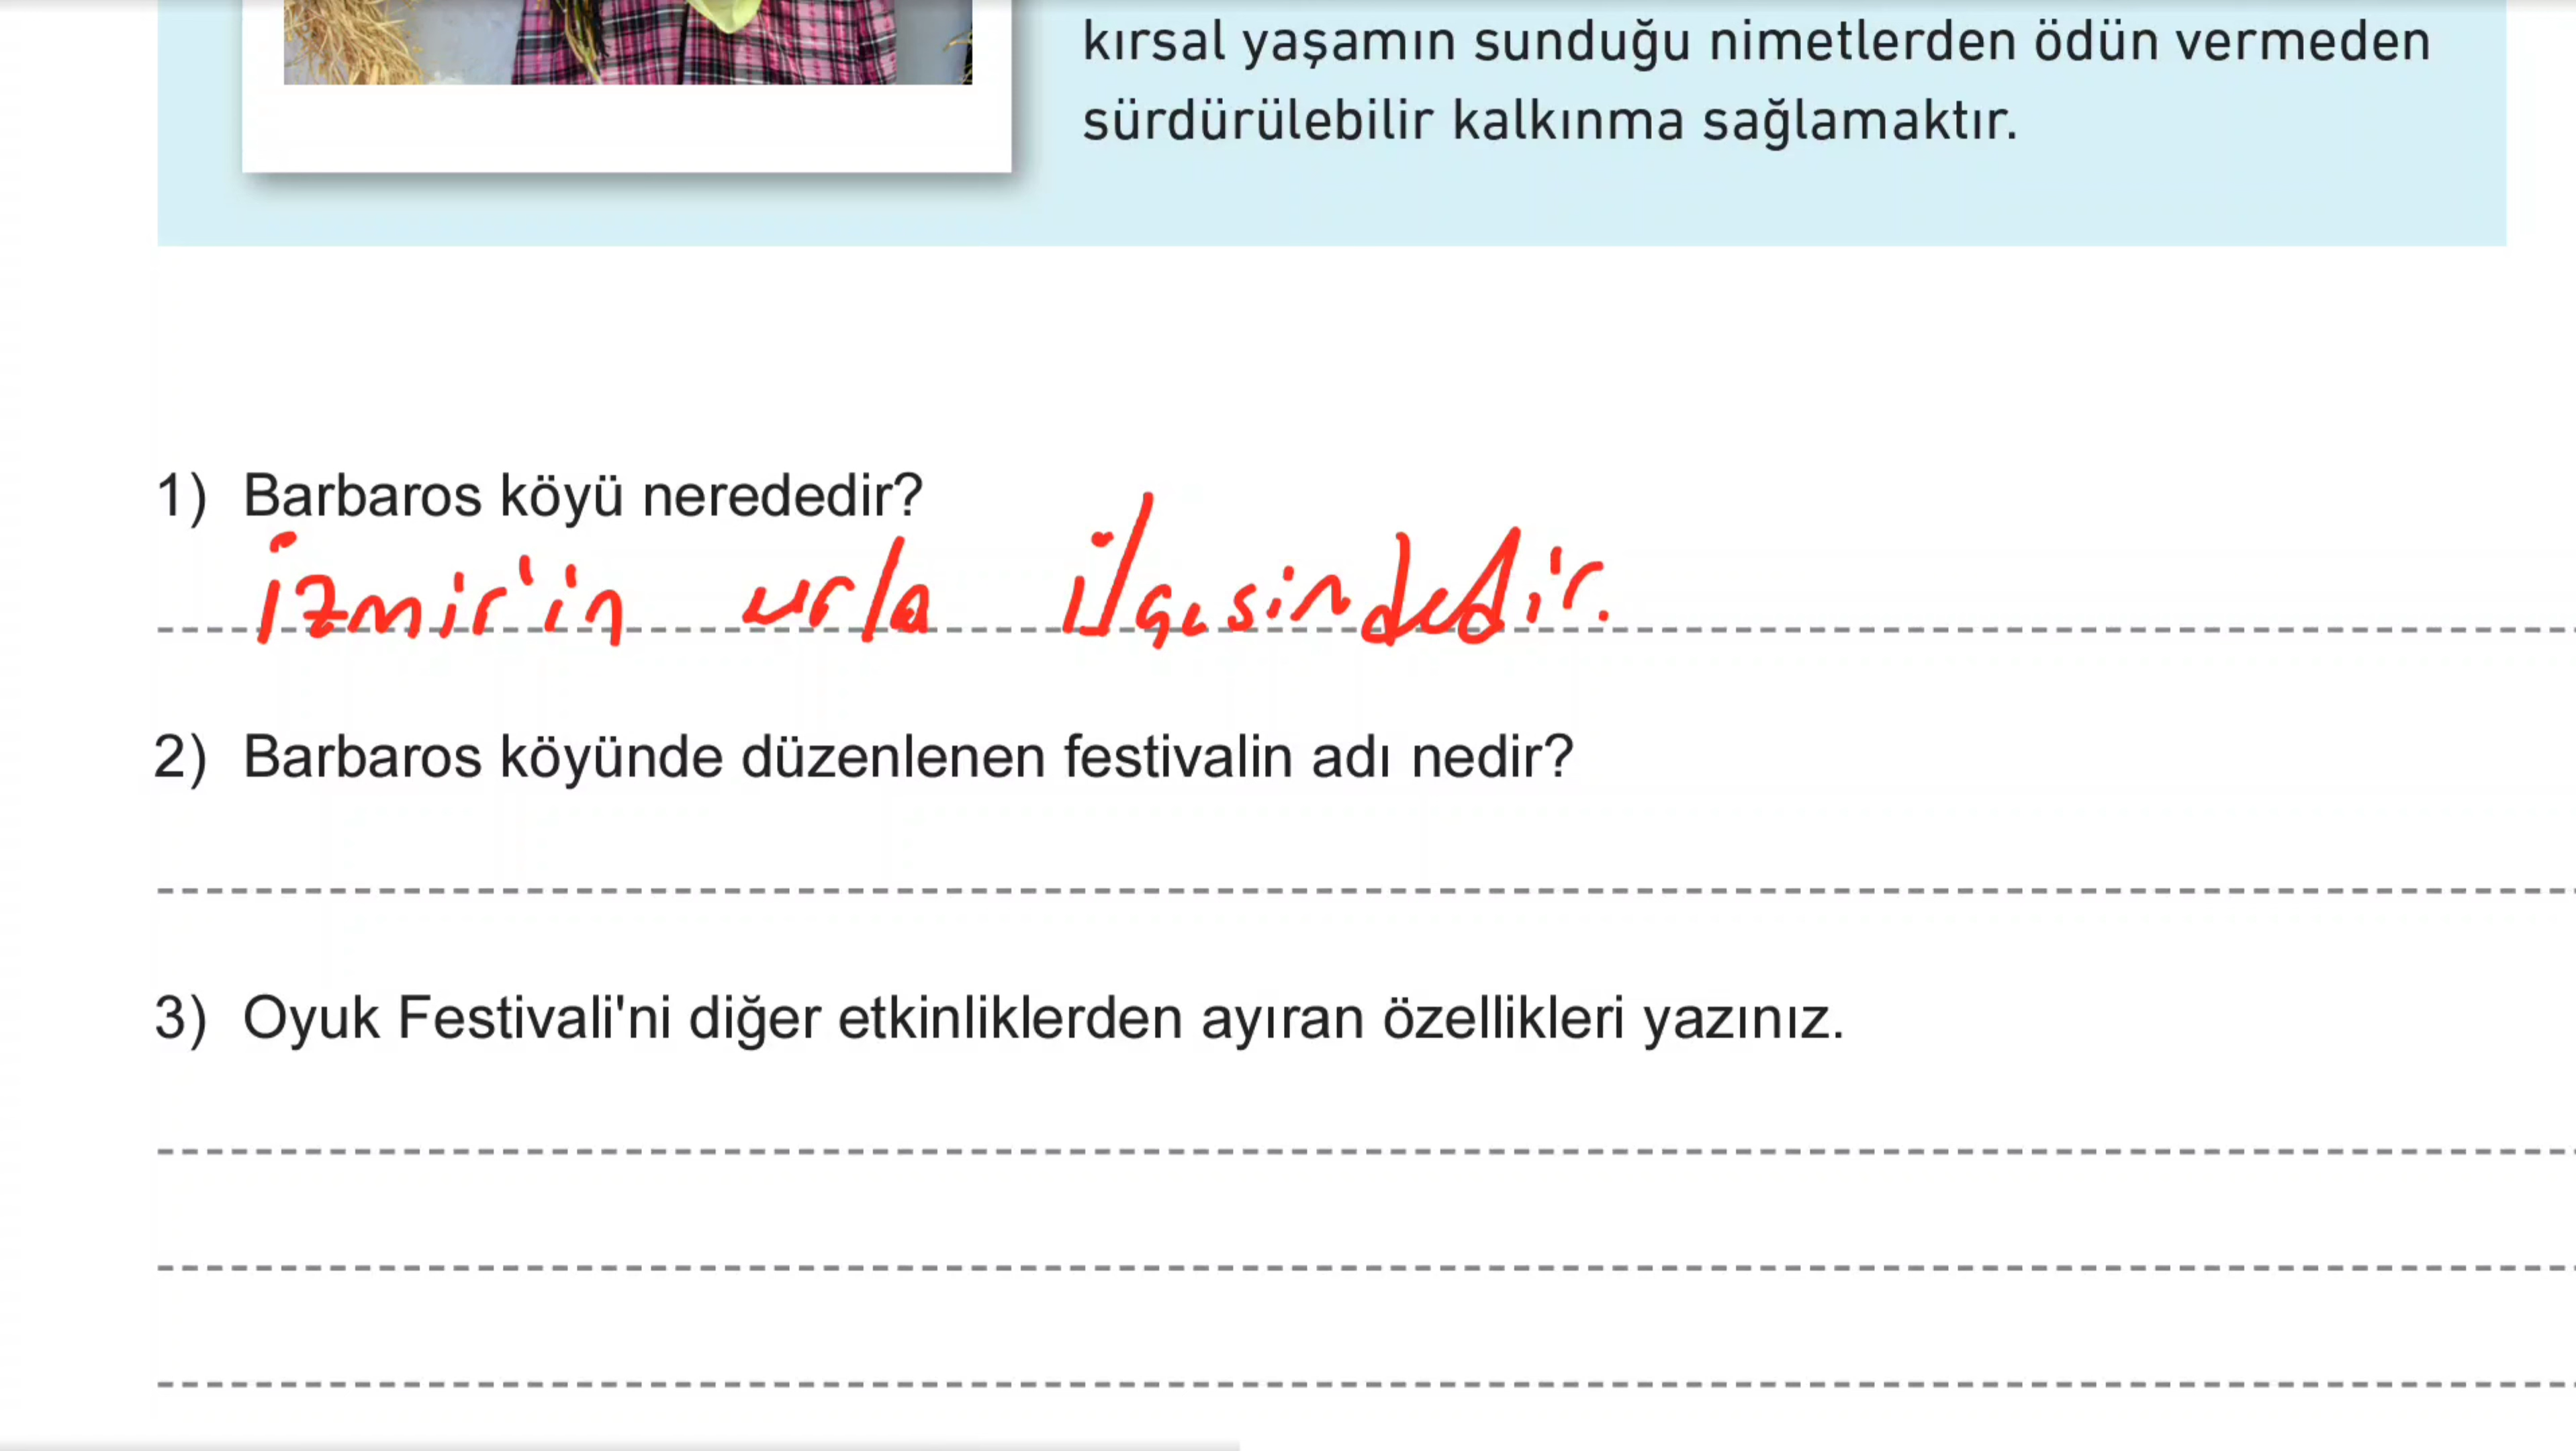 kırsal yaşamın sunduğu nimetlerden ödün vermeden
sürdürülebilir kalkınma sağlamaktır.
1) Barbaros köyü nerededir?
İzmir'in urla ilçesindedir.
2) Barbaros köyünde düzenlenen festivalin adı nedir?
3) Oyuk Festivali'ni diğer etkinliklerden ayıran özellikleri yazınız.